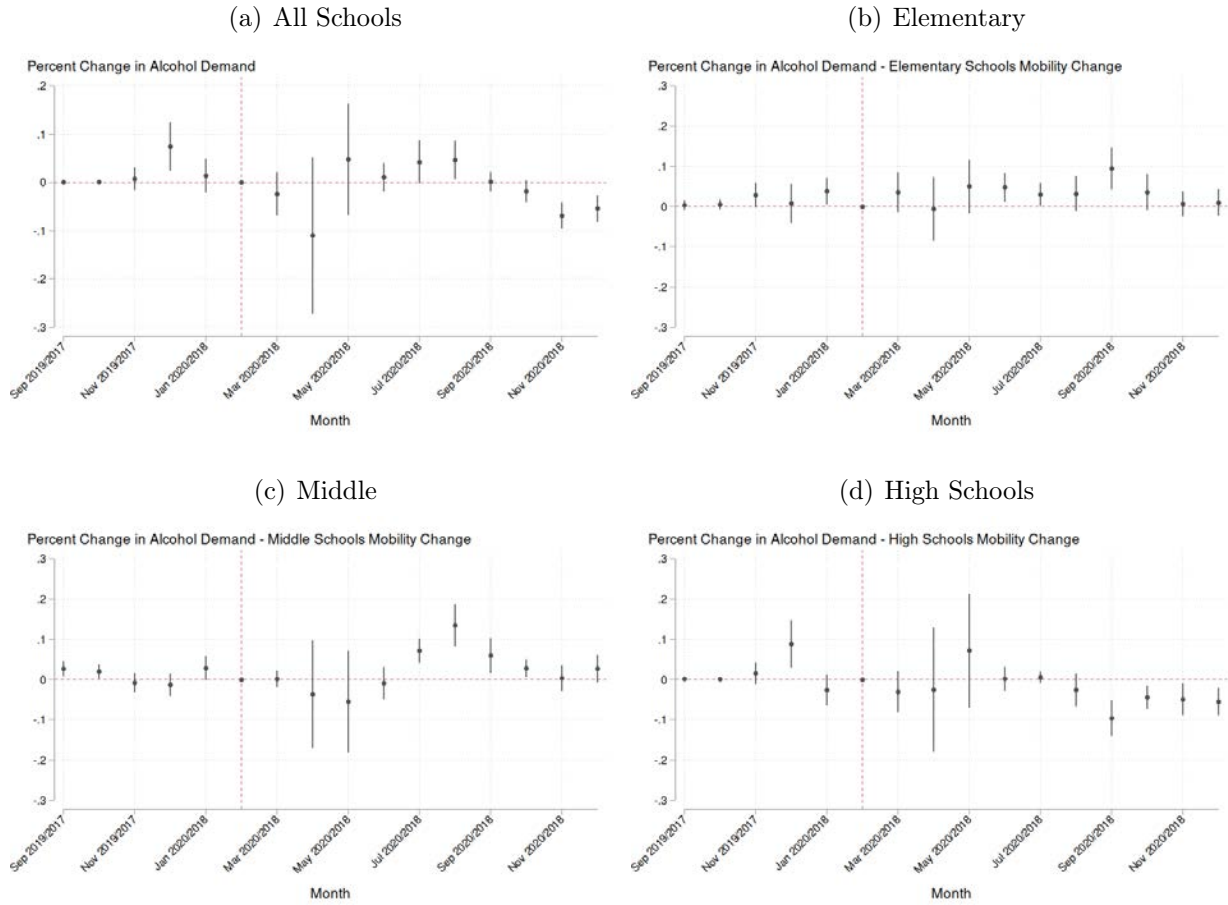 (a) All Schools
Percent Change in Alcohol Demand
.2
.1
0
-.1
-.2
-.3
Sep 2019/2017
Nov 2019/2017
Jan 2020/2018
Mar 2020/2018
May 2020/2018
Jul 2020/2018
Sep 2020/2018
Nov 2020/2018
Month
(b) Elementary
Percent Change in Alcohol Demand - Elementary Schools Mobility Change
.3
.2
.1
0
-.1
-.2
-.3
Sep 2019/2017
Nov 2019/2017
Jan 2020/2018
Mar 2020/2018
May 2020/2018
Jul 2020/2018
Sep 2020/2018
Nov 2020/2018
Month
(c) Middle
Percent Change in Alcohol Demand - Middle Schools Mobility Change
.3
.2
.1
0
-.1
-.2
-.3
Sep 2019/2017
Nov 2019/2017
Jan 2020/2018
Mar 2020/2018
May 2020/2018
Jul 2020/2018
Sep 2020/2018
Nov 2020/2018
Month
(d) High Schools
Percent Change in Alcohol Demand - High Schools Mobility Change
.3
.2
.1
0
-.1
-.2
-.3
Sep 2019/2017
Nov 2019/2017
Jan 2020/2018
Mar 2020/2018
May 2020/2018
Jul 2020/2018
Sep 2020/2018
Nov 2020/2018
Month